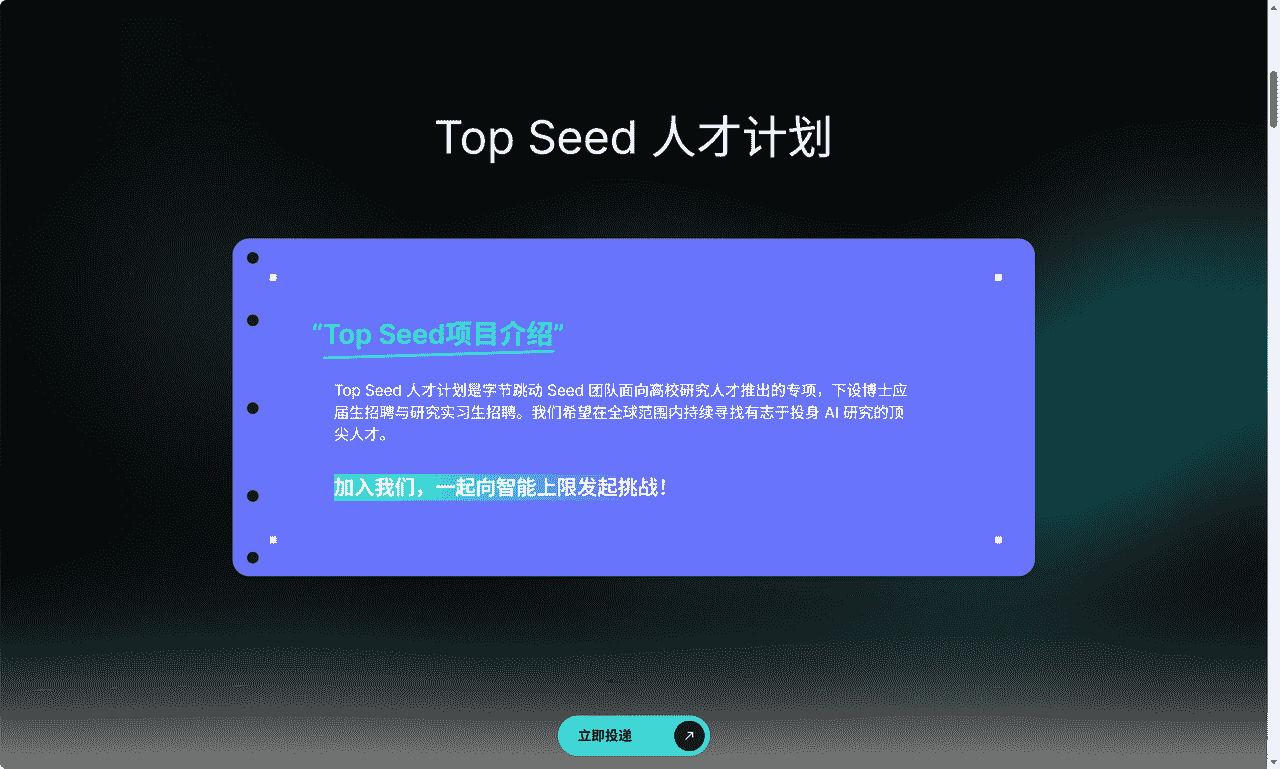 Top Seed 人才计划
“Top Seed项目介绍”
Top Seed 人才计划是字节跳动 Seed 团队面向高校研究人才推出的专项，下设博士应
届生招聘与研究实习生招聘。我们希望在全球范围内持续寻找有志于投身 AI 研究的顶
尖人才。
加入我们，一起向智能上限发起挑战！
立即投递